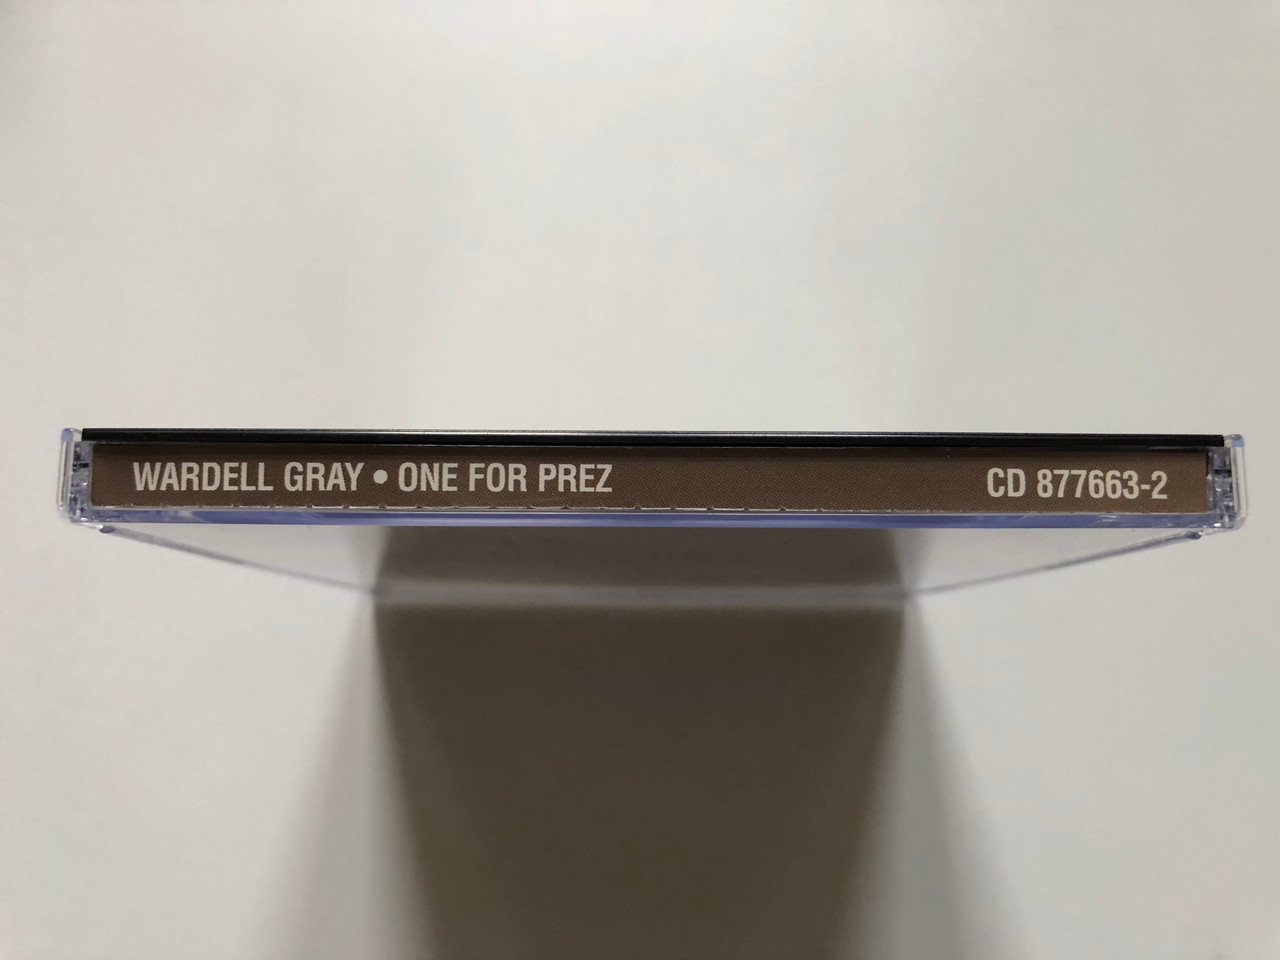 WARDELL GRAY • ONE FOR PREZ CD 877663-2